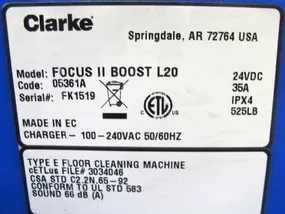 Clarke
Springdale, AR 72764 USA
Model: FOCUS II BOOST L20
24VDC
Code: 05361A
35A
Serial#: FK1519
IPX4
525LB
MADE IN EC
CHARGER - 100-240VAC 50/60HZ
C ETL US
TYPE E FLOOR CLEANING MACHINE
cETLus FILE# 3034046
CSA STD C2.2N.65-92
CONFORM TO UL STD 583
SOUND 66 dB (A)